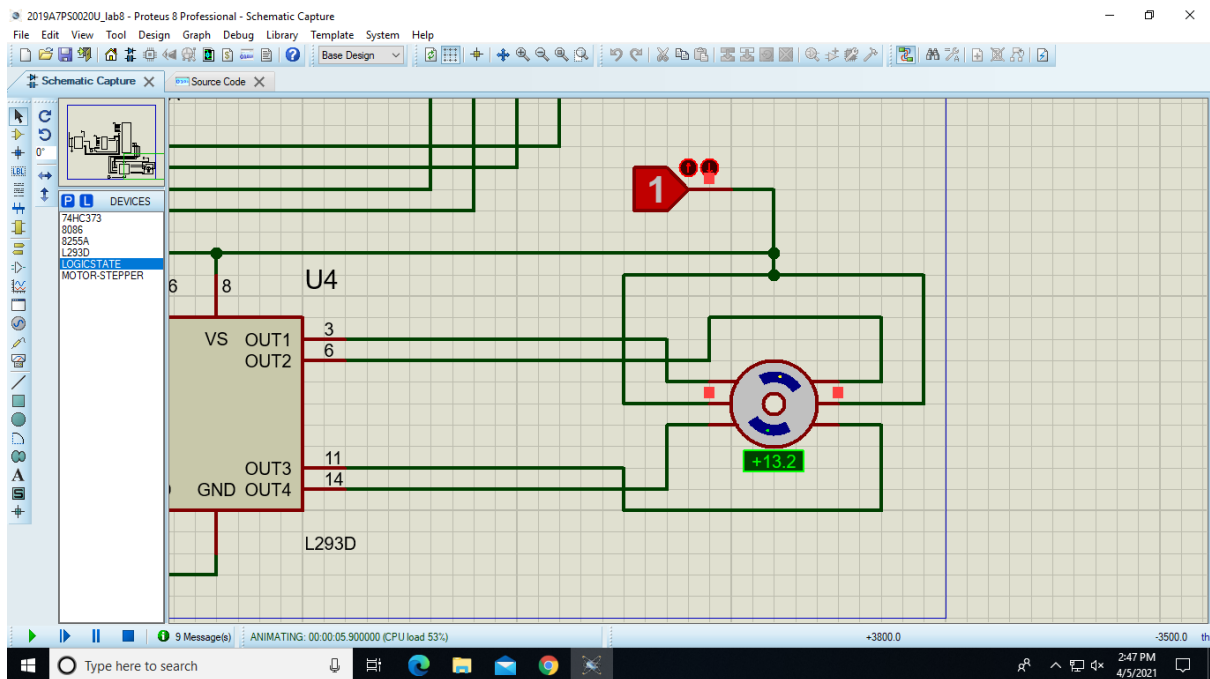 2019A7PS0020U_lab8 - Proteus 8 Professional - Schematic Capture
File Edit View Tool Design Graph Debug Library Template System Help
Base Design
Schematic Capture
Source Code
0°
P L DEVICES
74HC373
8086
8255A
L293D
LOGICSTATE
MOTOR-STEPPER
LBL
A
S
1
6
8
U4
VS OUT1 3
OUT2 6
OUT3 11
GND OUT4 14
L293D
+13.2
9 Message(s)
ANIMATING: 00:00:05.900000 (CPU load 53%)
+3800.0
-3500.0
th
Type here to search
2:47 PM
4/5/2021